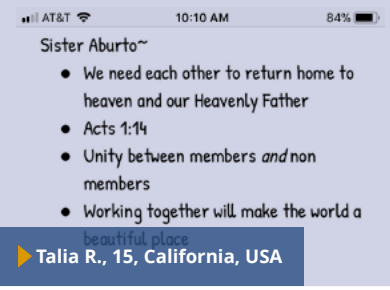 AT&T 10:10 AM 84%
Sister Aburto~
• We need each other to return home to
heaven and our Heavenly Father
• Acts 1:14
• Unity between members and non
members
• Working together will make the world a
beautiful place
Talia R., 15, California, USA